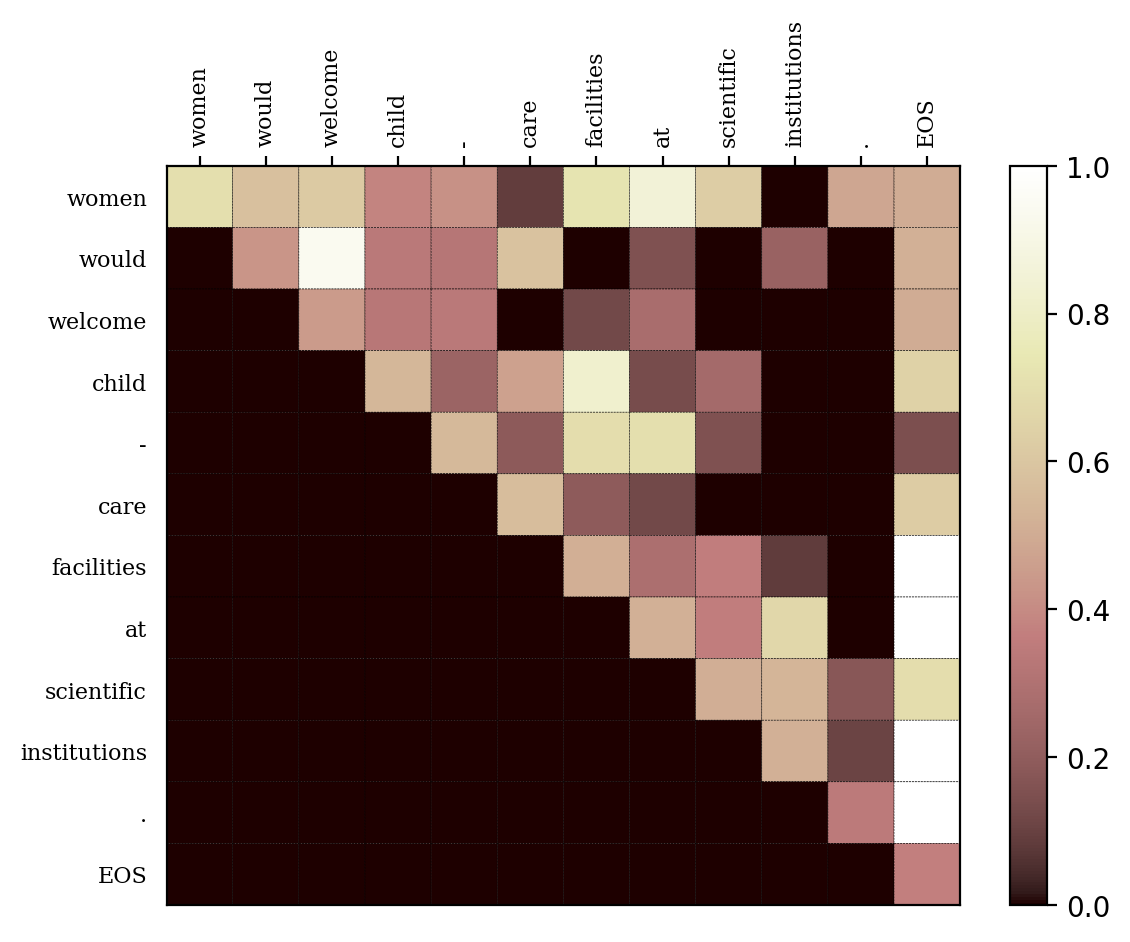 women
would
welcome
child
-
care
facilities
at
scientific
institutions
.
EOS
women
would
welcome
child
-
care
facilities
at
scientific
institutions
.
EOS
1.0
0.8
0.6
0.4
0.2
0.0